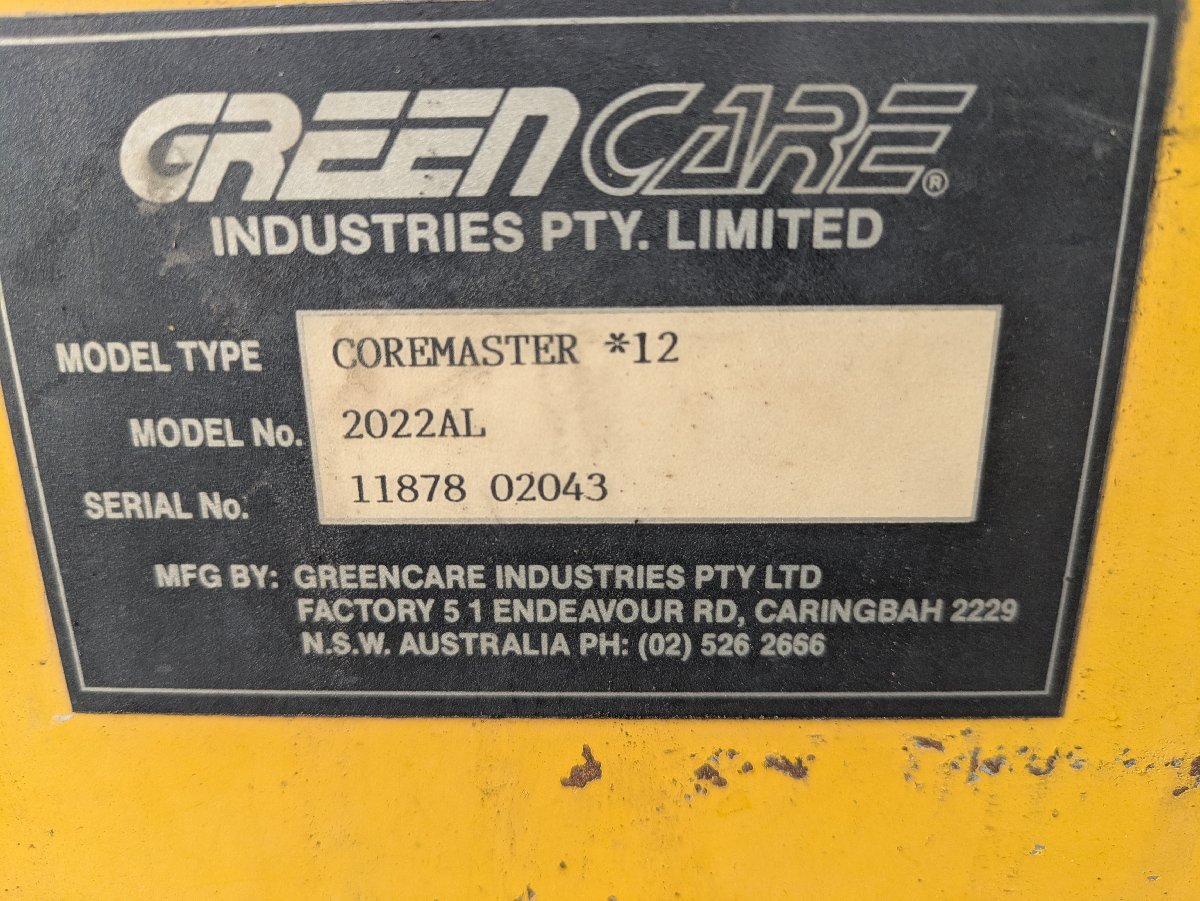 GREENCARE®
INDUSTRIES PTY. LIMITED
MODEL TYPE COREMASTER *12
MODEL No. 2022AL
SERIAL No. 11878 02043
MFG BY: GREENCARE INDUSTRIES PTY LTD
FACTORY 5 1 ENDEAVOUR RD, CARINGBAH 2229
N.S.W. AUSTRALIA PH: (02) 526 2666